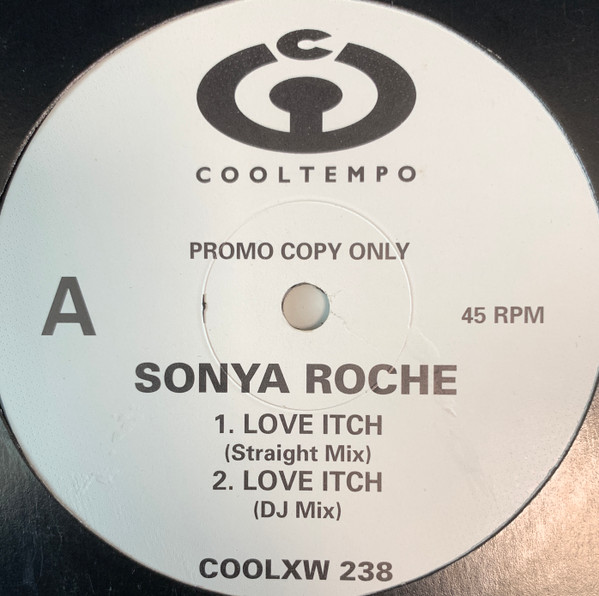 C
COOLTEMPO
PROMO COPY ONLY
A
45 RPM
SONYA ROCHE
1. LOVE ITCH
(Straight Mix)
2. LOVE ITCH
(DJ Mix)
COOLXW 238